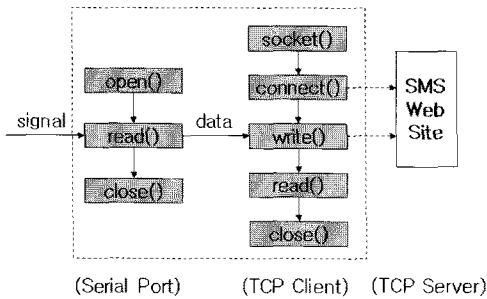 socket()
open()
connect()
SMS
Web
Site
signal
read()
data
write()
close()
read()
close()
(Serial Port)
(TCP Client)
(TCP Server)